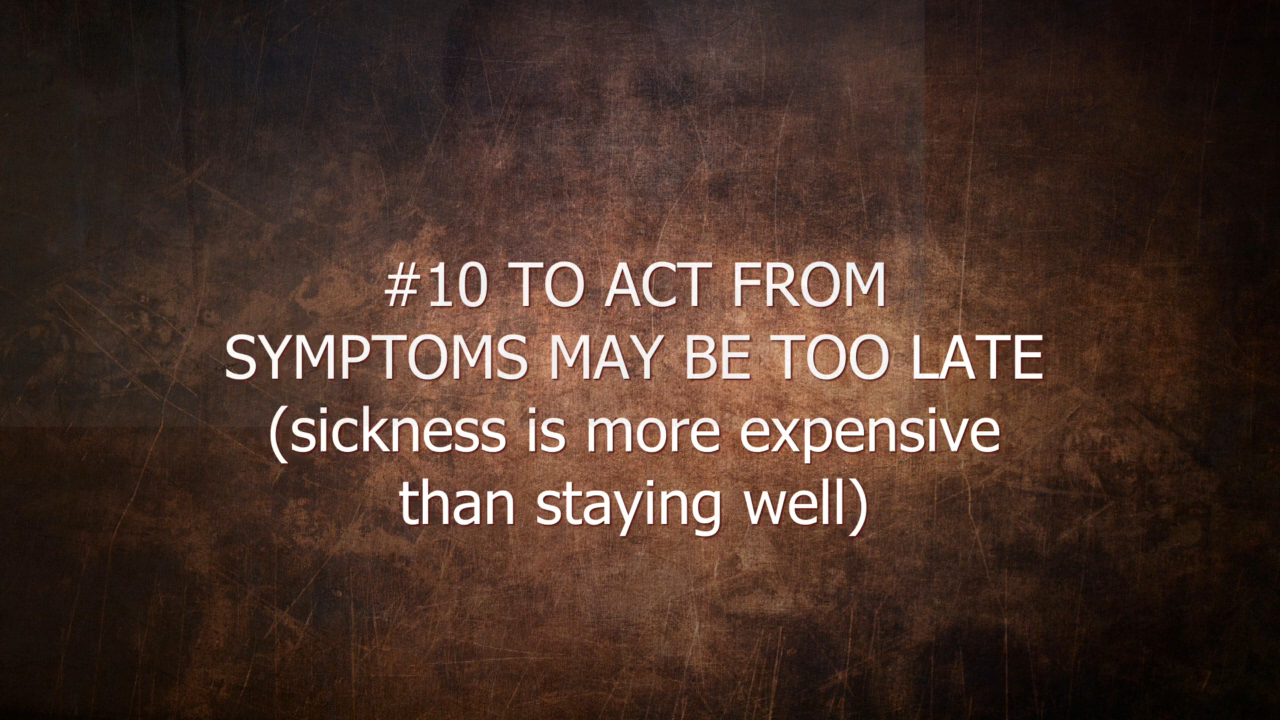 #10 TO ACT FROM
SYMPTOMS MAY BE TOO LATE
(sickness is more expensive
than staying well)